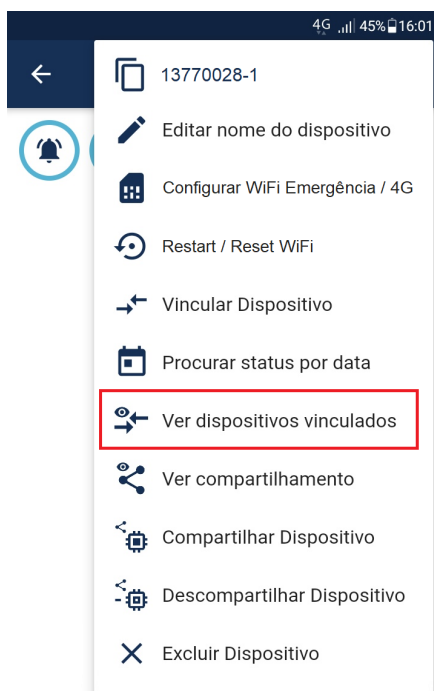 4G 45% 16:01
13770028-1
Editar nome do dispositivo
Configurar WiFi Emergência / 4G
Restart / Reset WiFi
Vincular Dispositivo
Procurar status por data
Ver dispositivos vinculados
Ver compartilhamento
Compartilhar Dispositivo
Descompartilhar Dispositivo
Excluir Dispositivo